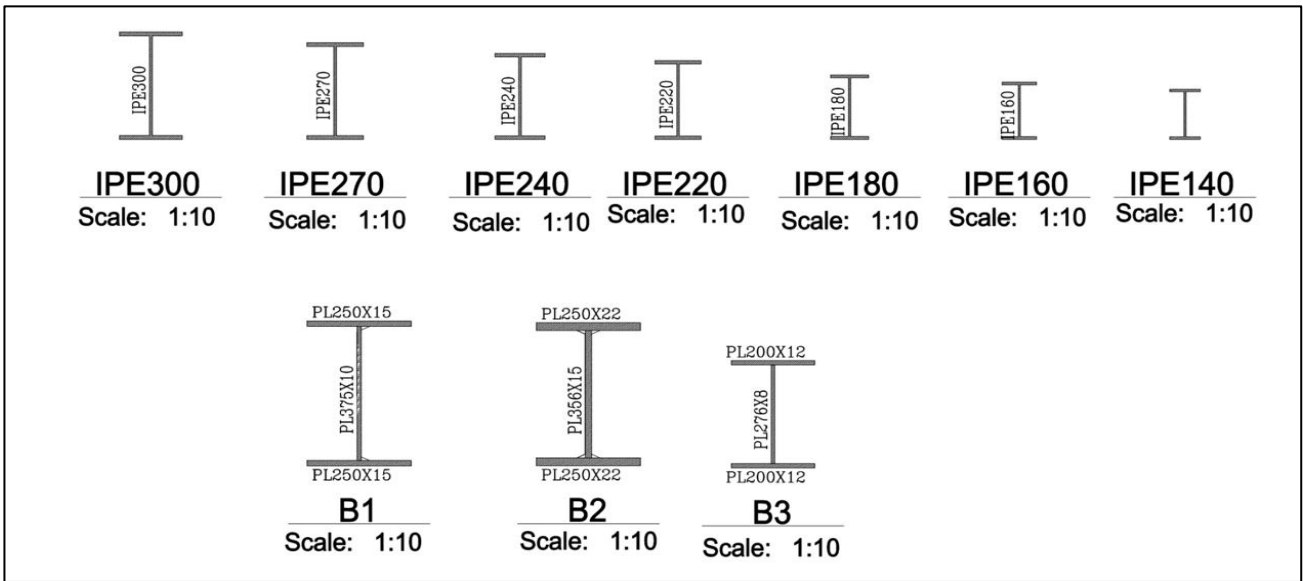 IPE300
IPE270
IPE240
IPE220
IPE180
IPE160
IPE300
IPE270
IPE240
IPE220
IPE180
IPE160
IPE140
Scale: 1:10
Scale: 1:10
Scale: 1:10
Scale: 1:10
Scale: 1:10
Scale: 1:10
Scale: 1:10
PL250X15
PL375X10
PL250X15
B1
Scale: 1:10
PL250X22
PL356X15
PL250X22
B2
Scale: 1:10
PL200X12
PL276X8
PL200X12
B3
Scale: 1:10